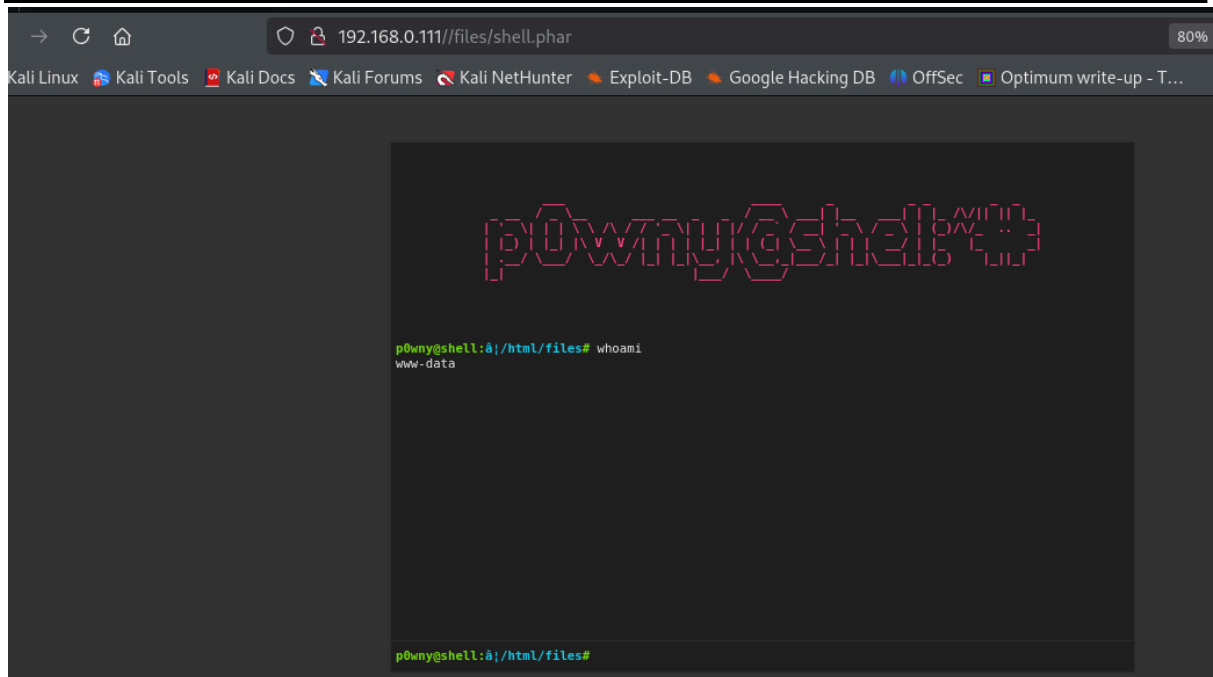 192.168.0.111//files/shell.phar
80%
Kali Linux Kali Tools Kali Docs Kali Forums Kali NetHunter Exploit-DB Google Hacking DB OffSec Optimum write-up - T…
p0wny@shell:~#
p0wny@shell:â¦/html/files# whoami
www-data
p0wny@shell:â¦/html/files#